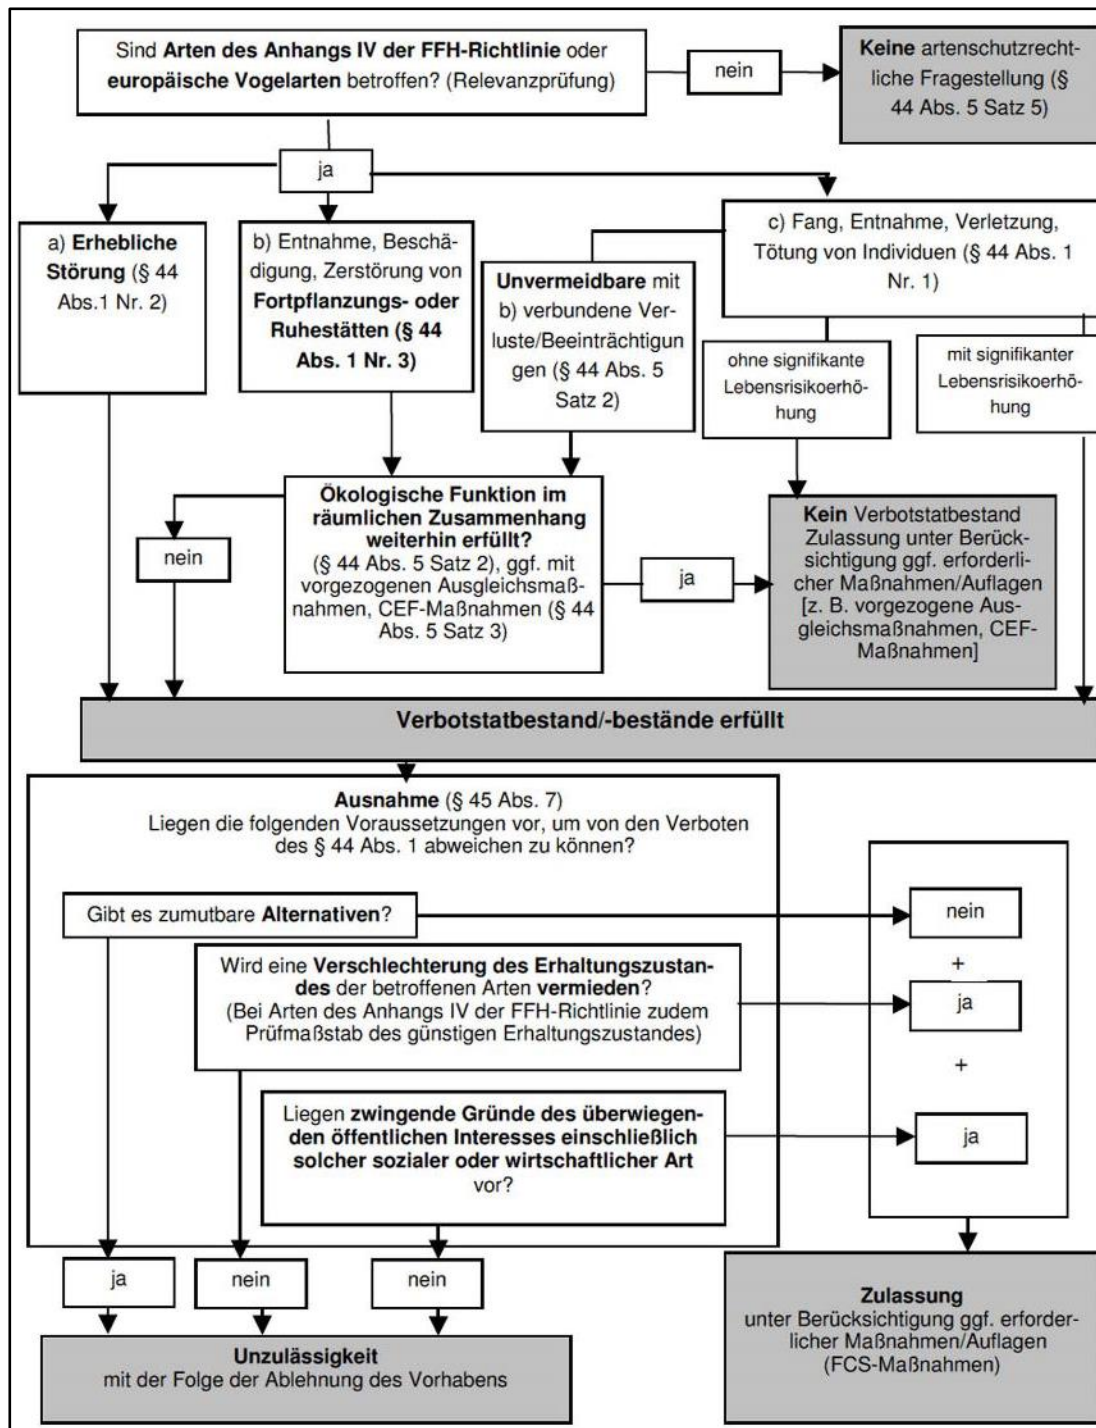 Sind Arten des Anhangs IV der FFH-Richtlinie oder
europäische Vogelarten betroffen? (Relevanzprüfung)
nein
Keine artenschutzrecht-
liche Fragestellung (§
44 Abs. 5 Satz 5)
ja
a) Erhebliche
Störung (§ 44
Abs.1 Nr. 2)
b) Entnahme, Beschä-
digung, Zerstörung von
Fortpflanzungs- oder
Ruhestätten (§ 44
Abs. 1 Nr. 3)
Unvermeidbare mit
b) verbundene Ver-
luste/Beeinträchtigun
gen (§ 44 Abs. 5
Satz 2)
c) Fang, Entnahme, Verletzung,
Tötung von Individuen (§ 44 Abs. 1
Nr. 1)
ohne signifikante
Lebensrisikoerhö-
hung
mit signifikanter
Lebensrisikoerhö-
hung
Ökologische Funktion im
räumlichen Zusammenhang
weiterhin erfüllt?
(§ 44 Abs. 5 Satz 2), ggf. mit
vorgezogenen Ausgleichsmaß-
nahmen, CEF-Maßnahmen (§ 44
Abs. 5 Satz 3)
nein
ja
Kein Verbotstatbestand
Zulassung unter Berück-
sichtigung ggf. erforderli-
cher Maßnahmen/Auflagen
[z. B. vorgezogene Aus-
gleichsmaßnahmen, CEF-
Maßnahmen]
Verbotstatbestand/-bestände erfüllt
Ausnahme (§ 45 Abs. 7)
Liegen die folgenden Voraussetzungen vor, um von den Verboten
des § 44 Abs. 1 abweichen zu können?
Gibt es zumutbare Alternativen?
nein
+
Wird eine Verschlechterung des Erhaltungszustan-
des der betroffenen Arten vermieden?
(Bei Arten des Anhangs IV der FFH-Richtlinie zudem
Prüfmaßstab des günstigen Erhaltungszustandes)
ja
+
Liegen zwingende Gründe des überwiegen-
den öffentlichen Interesses einschließlich
solcher sozialer oder wirtschaftlicher Art
vor?
ja
ja
nein
nein
Unzulässigkeit
mit der Folge der Ablehnung des Vorhabens
Zulassung
unter Berücksichtigung ggf. erforder-
licher Maßnahmen/Auflagen
(FCS-Maßnahmen)